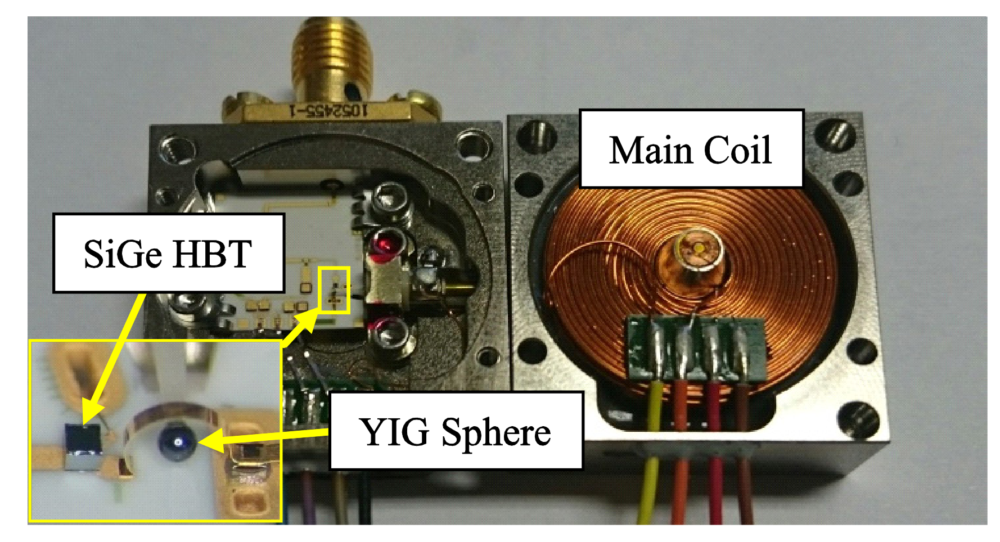 1052455-1
Main Coil
SiGe HBT
YIG Sphere